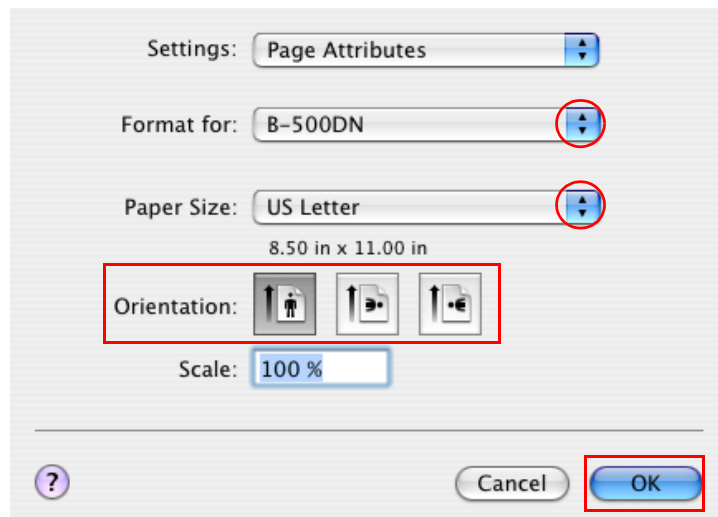 Settings: Page Attributes
Format for: B-500DN
Paper Size: US Letter
8.50 in x 11.00 in
Orientation:
Scale: 100 %
? Cancel OK